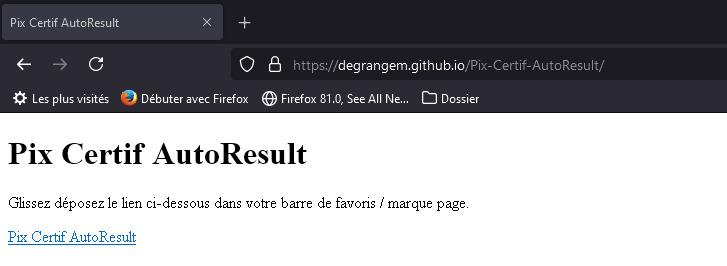 Pix Certif AutoResult
https://degrangem.github.io/Pix-Certif-AutoResult/
Les plus visités Débuter avec Firefox Firefox 81.0, See All Ne... Dossier
Pix Certif AutoResult
Glissez déposez le lien ci-dessous dans votre barre de favoris / marque page.
Pix Certif AutoResult